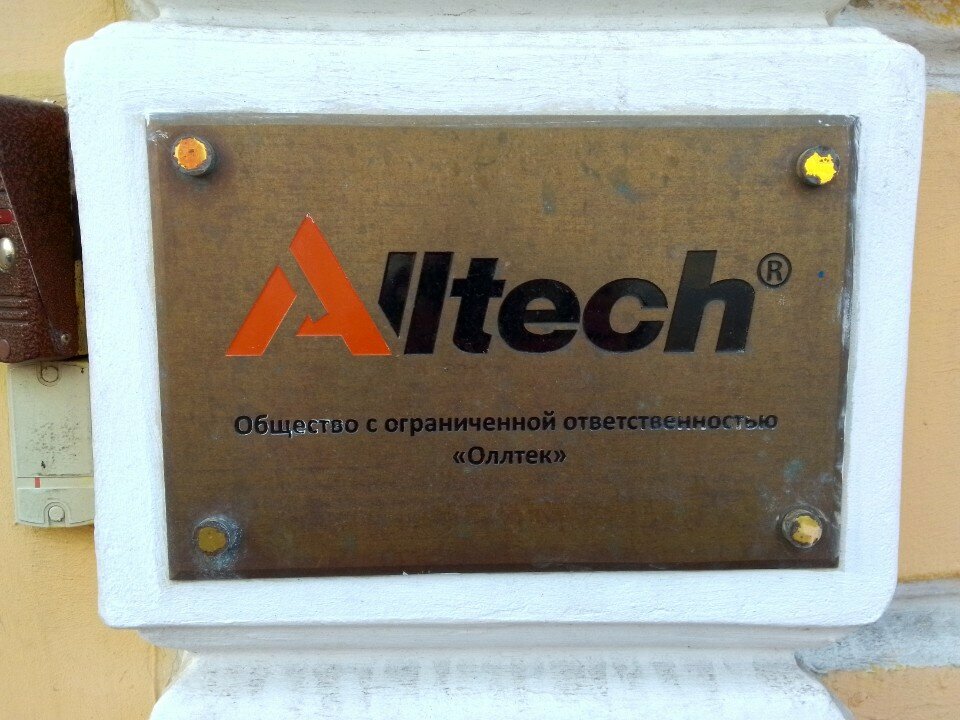 Alltech®
Общество с ограниченной ответственностью
«Оллтек»